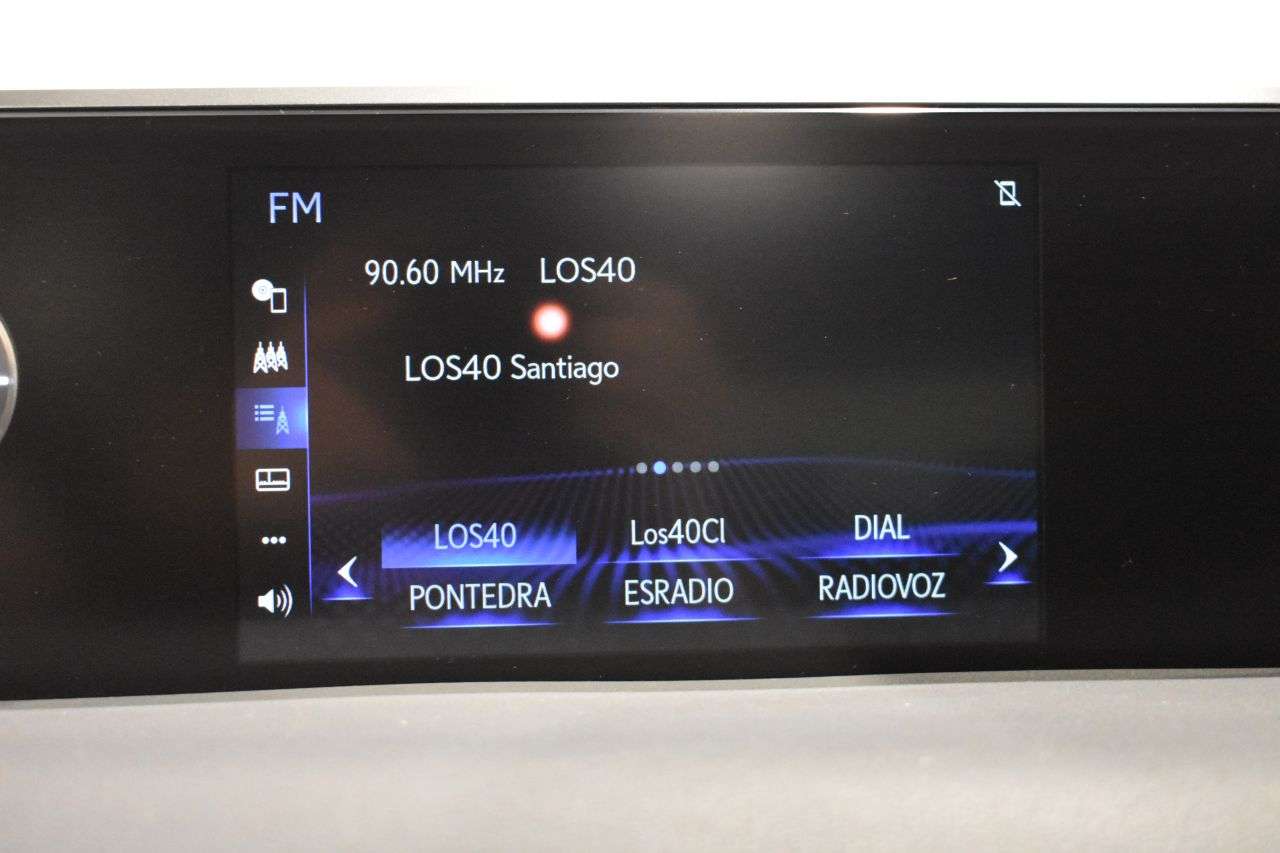 FM
90.60 MHz LOS40
LOS40 Santiago
LOS40 Los40Cl DIAL
PONTEDRA ESRADIO RADIOVOZ